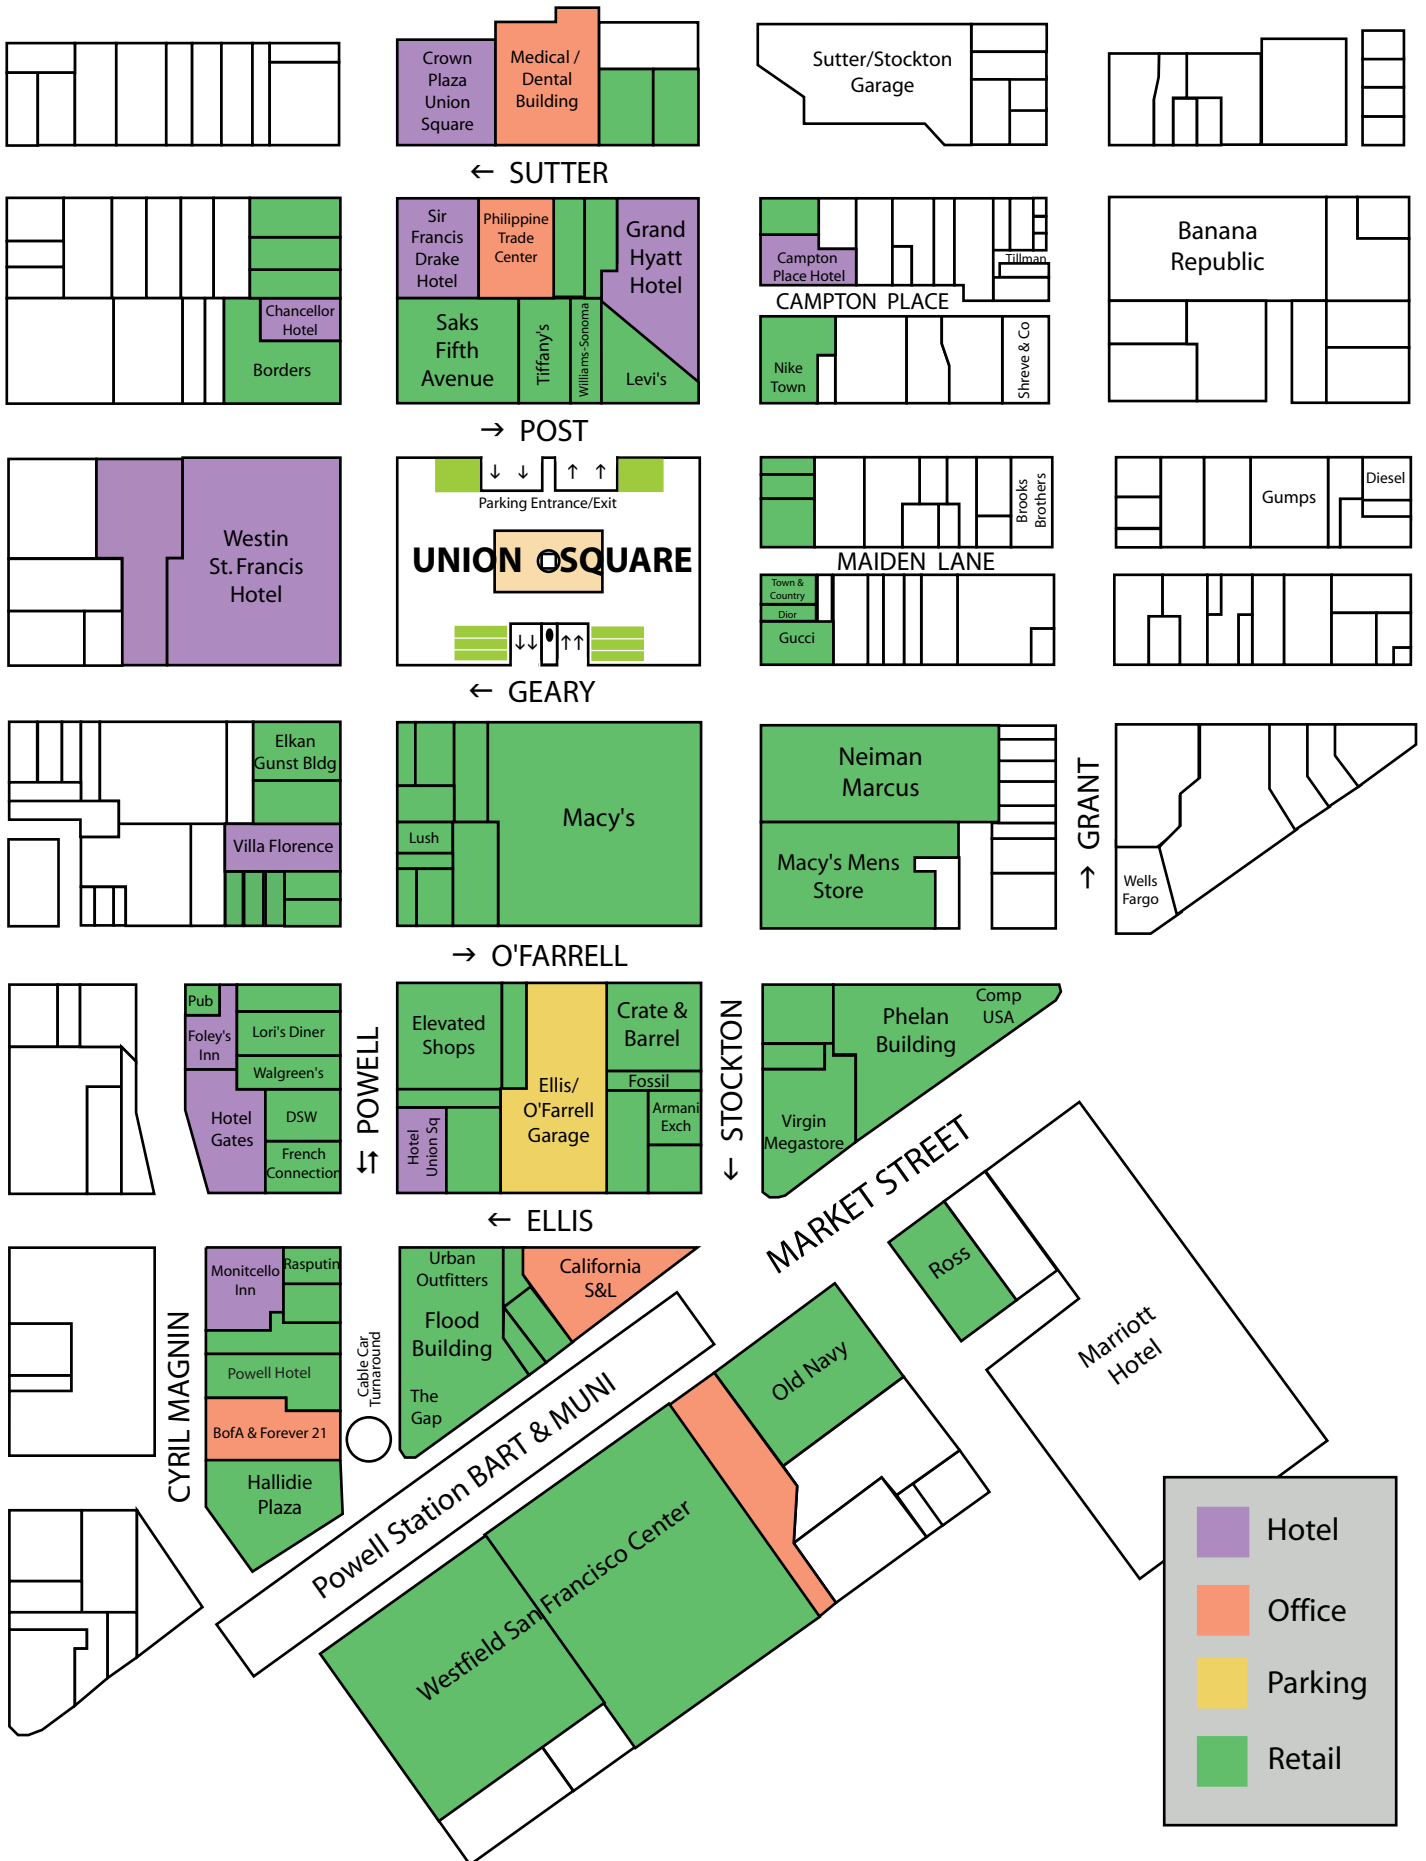 Crown
Plaza
Union
Square
Medical /
Dental
Building
Sutter/Stockton
Garage
← SUTTER
Sir
Francis
Drake
Hotel
Philippine
Trade
Center
Grand
Hyatt
Hotel
Campton
Place Hotel
Tillman
Banana
Republic
CAMPTON PLACE
Chancellor
Hotel
Borders
Saks
Fifth
Avenue
Tiffany's
Williams-Sonoma
Levi's
Nike
Town
Shreve & Co
→ POST
Westin
St. Francis
Hotel
↓ ↓ ↑ ↑
Parking Entrance/Exit
UNION SQUARE
↓↓ ↑↑
Brooks
Brothers
Gumps
Diesel
MAIDEN LANE
Town &
Country
Dior
Gucci
← GEARY
Elkan
Gunst Bldg
Villa Florence
Macy's
Lush
Neiman
Marcus
Macy's Mens
Store
→ GRANT
Wells
Fargo
→ O'FARRELL
Pub
Foley's
Inn
Lori's Diner
Walgreen's
Hotel
Gates
DSW
French
Connection
⇆ POWELL
Elevated
Shops
Ellis/
O'Farrell
Garage
Crate &
Barrel
Fossil
Armani
Exch
Hotel
Union Sq
← STOCKTON
Comp
USA
Phelan
Building
Virgin
Megastore
← ELLIS
MARKET STREET
CYRIL MAGNIN
Monitcello
Inn
Rasputin
Powell Hotel
BofA & Forever 21
Hallidie
Plaza
Cable Car
Turnaround
Urban
Outfitters
Flood
Building
The
Gap
California
S&L
Powell Station BART & MUNI
Ross
Old Navy
Marriott
Hotel
Westfield San Francisco Center
Hotel
Office
Parking
Retail